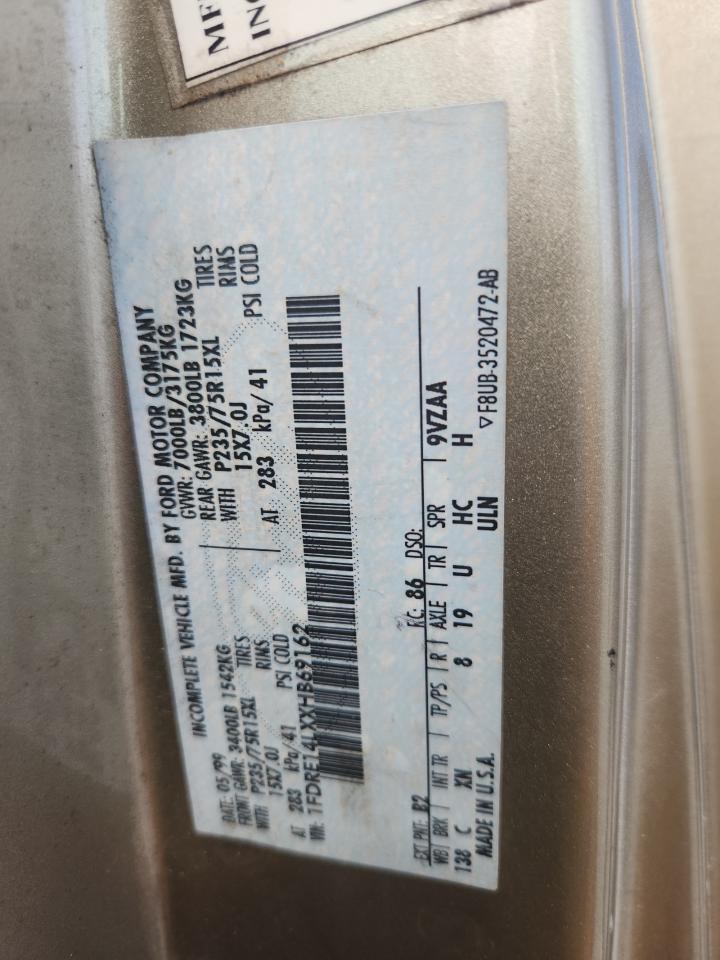 MF
INC
INCOMPLETE VEHICLE MFD. BY FORD MOTOR COMPANY
DATE: 05/99 GVWR: 7000LB/3175KG
FRONT GAWR: 3400LB 1542KG REAR GAWR: 3800LB 1723KG
WITH P235/75R15XL TIRES WITH P235/75R15XL TIRES
15X7.0J RIMS 15X7.0J RIMS
AT 283 kPa/41 PSI COLD AT 283 kPa/41 PSI COLD
VIN: 1FDRE14LXXHB69162
EXT PNT: B2 RC: 86 DSO:
WB BRK INT TR TP/PS R AXLE TR SPR 9VZAA
138 C XN 8 19 U HC H
MADE IN U.S.A. ULN
▽F8UB-3520472-AB